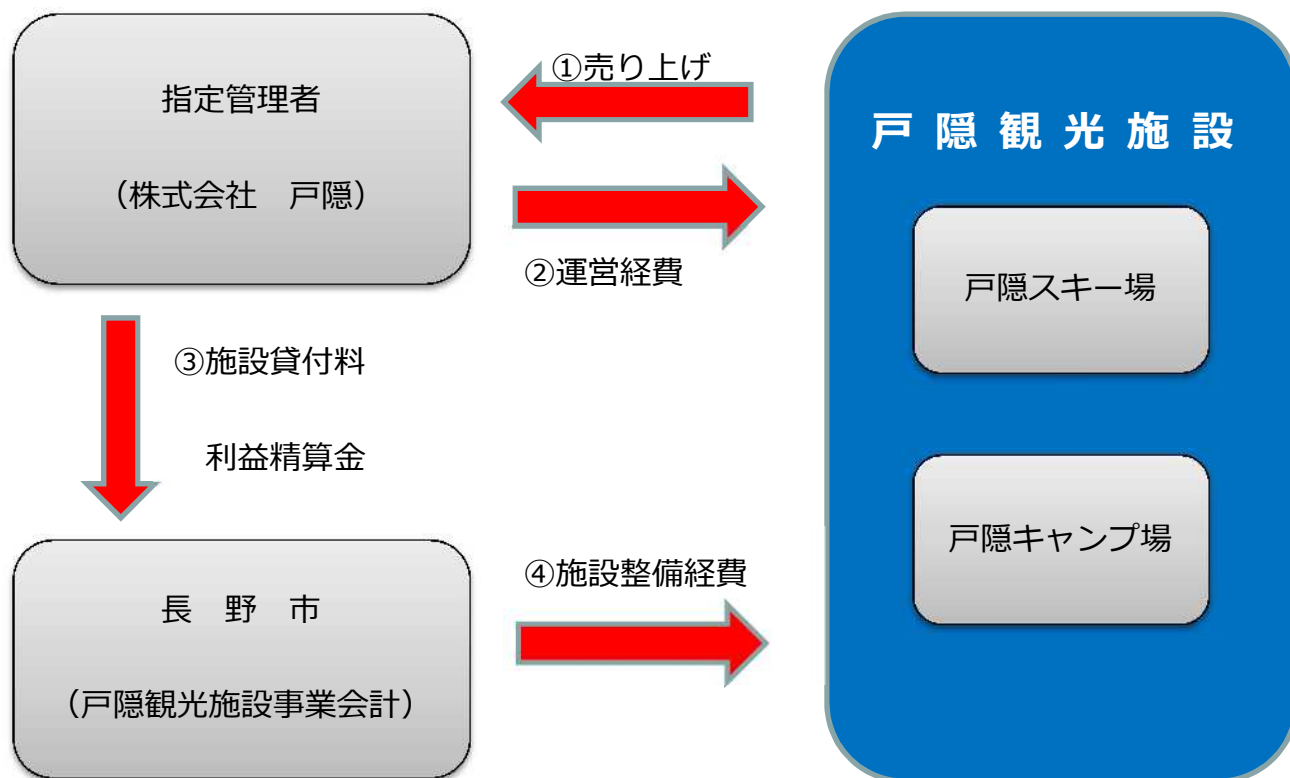 指定管理者
（株式会社　戸隠）
①売り上げ
②運営経費
戸隠観光施設
戸隠スキー場
戸隠キャンプ場
③施設貸付料
利益精算金
長　野　市
（戸隠観光施設事業会計）
④施設整備経費